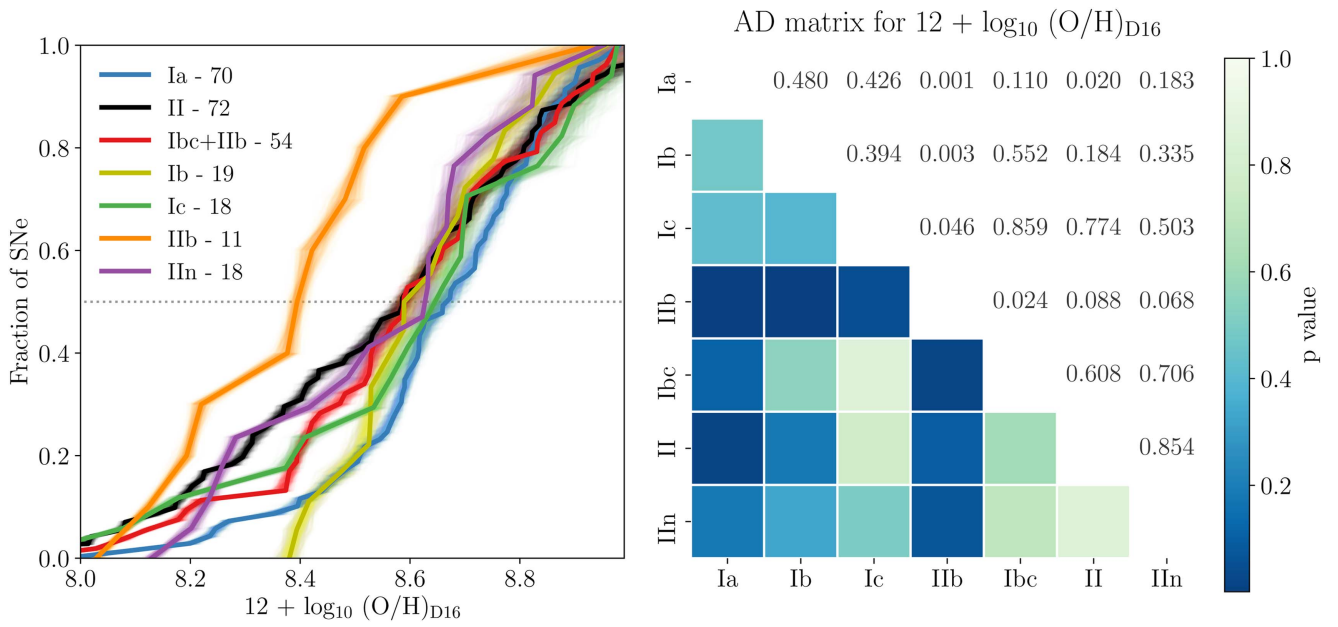 AD matrix for 12 + log₁₀ (O/H)D16
1.0
0.8
0.6
0.4
0.2
0.0
Fraction of SNe
Ia - 70
II - 72
Ibc+IIb - 54
Ib - 19
Ic - 18
IIb - 11
IIn - 18
8.0 8.2 8.4 8.6 8.8
12 + log₁₀ (O/H)D16
Ia 0.480 0.426 0.001 0.110 0.020 0.183
Ib 0.394 0.003 0.552 0.184 0.335
Ic 0.046 0.859 0.774 0.503
IIb 0.024 0.088 0.068
Ibc 0.608 0.706
II 0.854
IIn
Ia Ib Ic IIb Ibc II IIn
1.0
0.8
0.6
0.4
0.2
p value